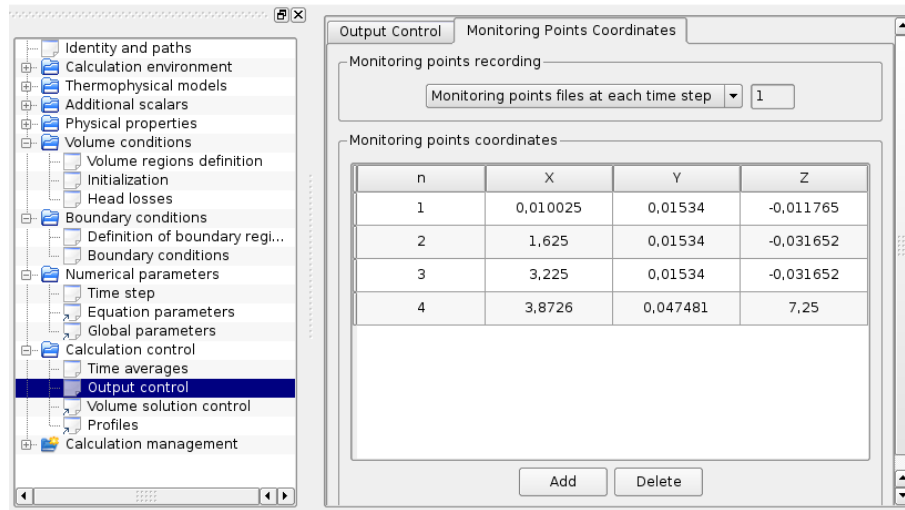 Identity and paths
Calculation environment
Thermophysical models
Additional scalars
Physical properties
Volume conditions
Volume regions definition
Initialization
Head losses
Boundary conditions
Definition of boundary regi...
Boundary conditions
Numerical parameters
Time step
Equation parameters
Global parameters
Calculation control
Time averages
Output control
Volume solution control
Profiles
Calculation management
Output Control Monitoring Points Coordinates
Monitoring points recording
Monitoring points files at each time step 1
Monitoring points coordinates
n X Y Z
1 0,010025 0,01534 -0,011765
2 1,625 0,01534 -0,031652
3 3,225 0,01534 -0,031652
4 3,8726 0,047481 7,25
Add Delete